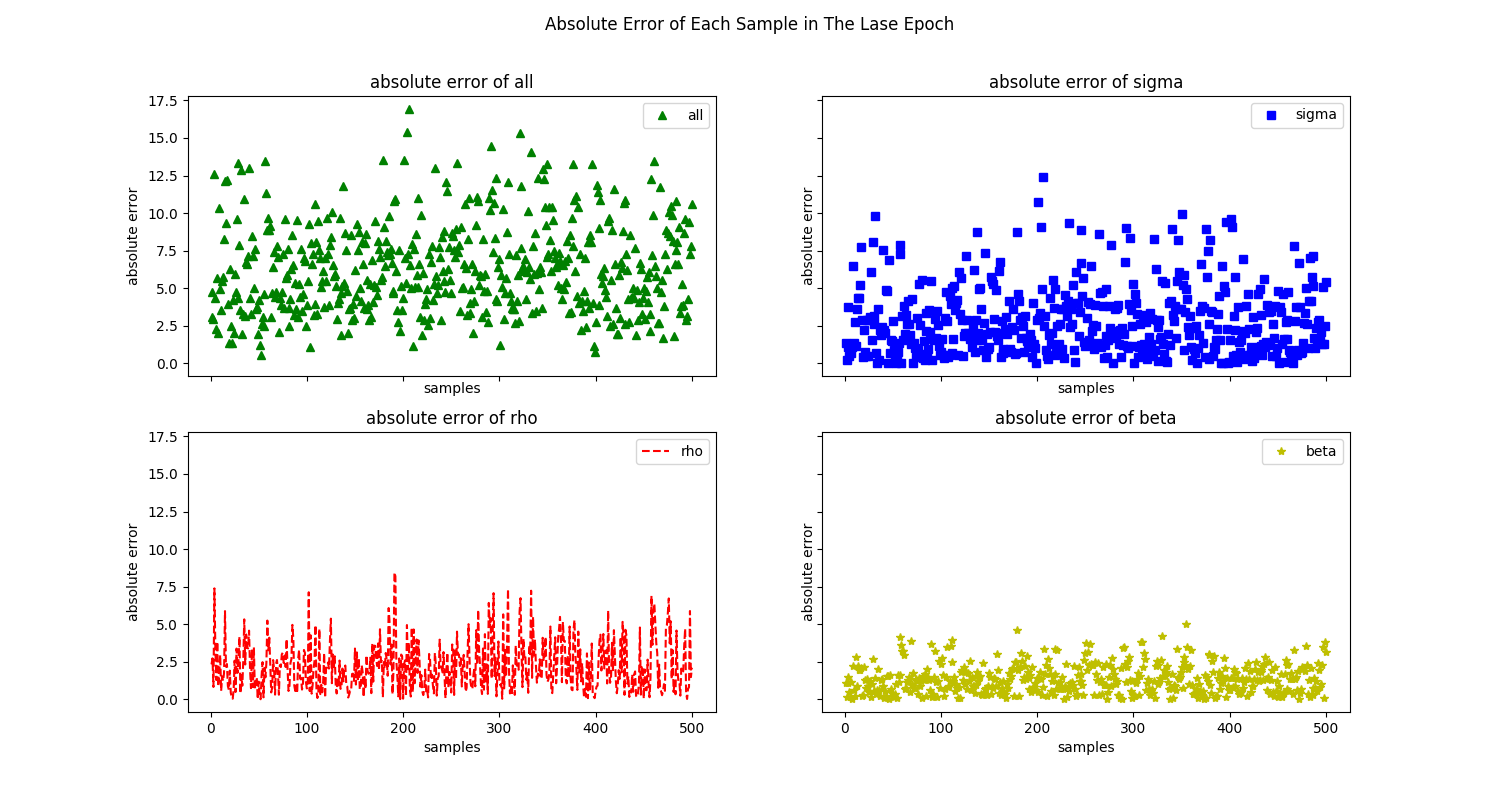 Absolute Error of Each Sample in The Lase Epoch
absolute error of all
absolute error of sigma
17.5
15.0
12.5
10.0
7.5
5.0
2.5
0.0
absolute error
all
samples
absolute error
sigma
samples
absolute error of rho
absolute error of beta
17.5
15.0
12.5
10.0
7.5
5.0
2.5
0.0
absolute error
rho
0 100 200 300 400 500
samples
absolute error
beta
0 100 200 300 400 500
samples